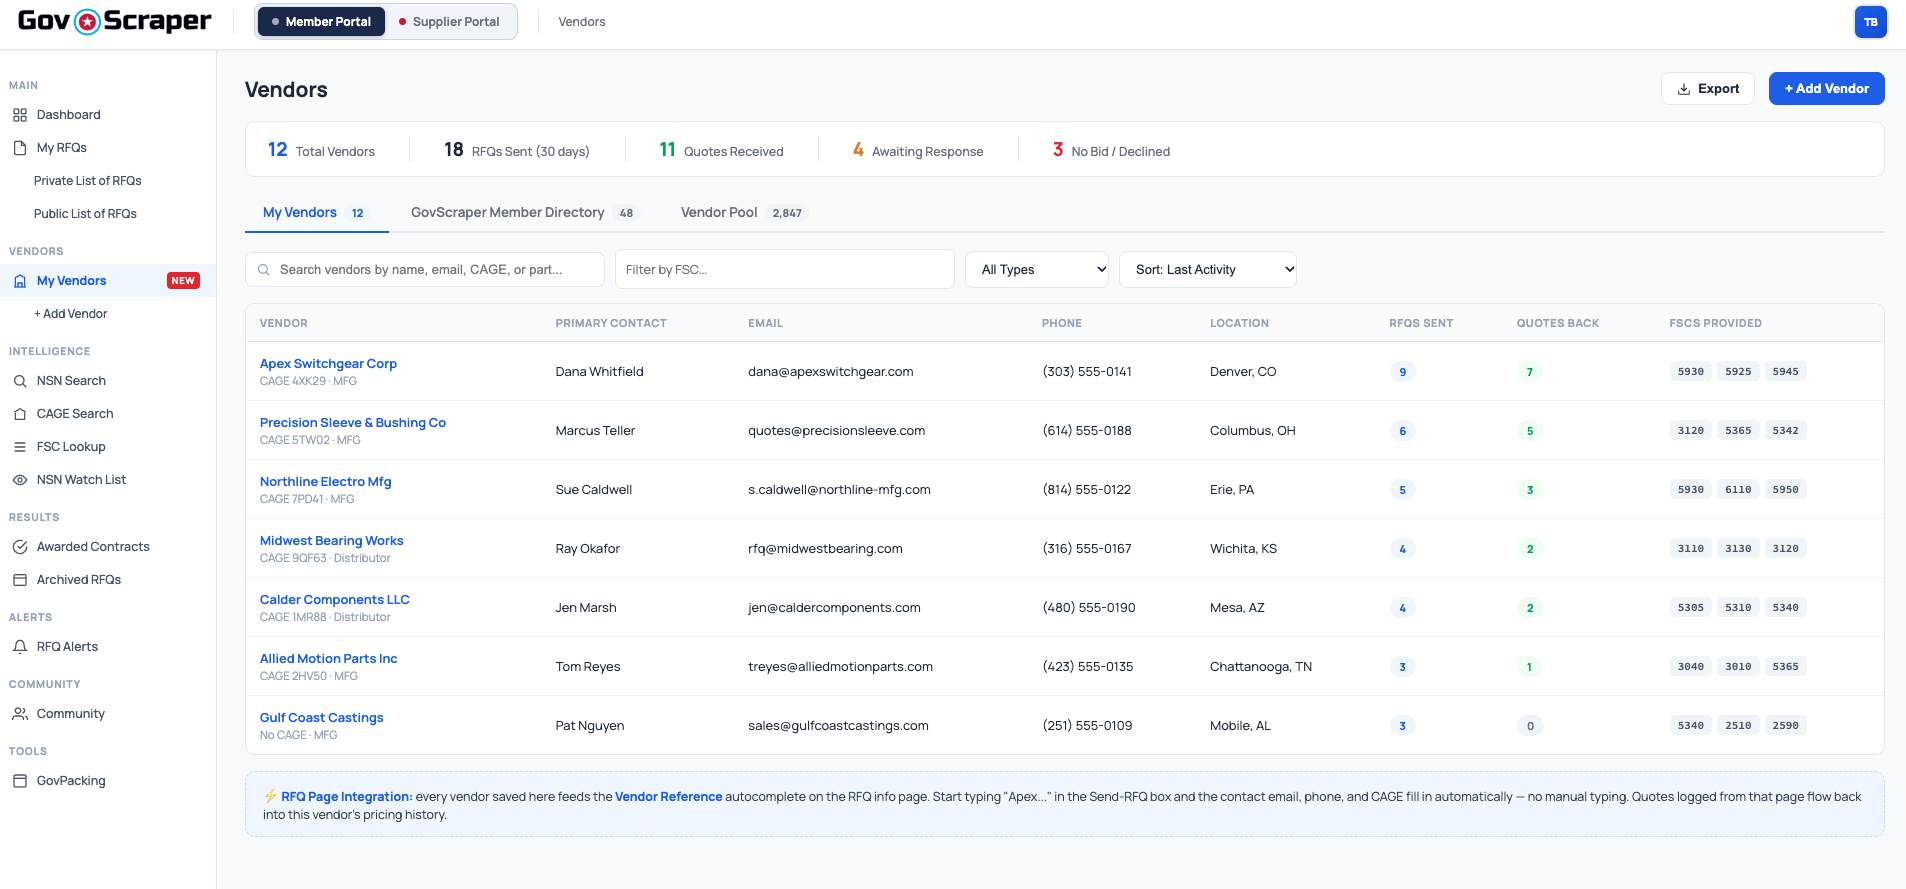 GovScraper
Member Portal
Supplier Portal
Vendors
TB
MAIN
Dashboard
My RFQs
Private List of RFQs
Public List of RFQs
VENDORS
My Vendors NEW
+ Add Vendor
INTELLIGENCE
NSN Search
CAGE Search
FSC Lookup
NSN Watch List
RESULTS
Awarded Contracts
Archived RFQs
ALERTS
RFQ Alerts
COMMUNITY
Community
TOOLS
GovPacking
Vendors
Export
+ Add Vendor
12 Total Vendors
18 RFQs Sent (30 days)
11 Quotes Received
4 Awaiting Response
3 No Bid / Declined
My Vendors 12
GovScraper Member Directory 48
Vendor Pool 2,847
Search vendors by name, email, CAGE, or part...
Filter by FSC...
All Types
Sort: Last Activity
VENDOR PRIMARY CONTACT EMAIL PHONE LOCATION RFQS SENT QUOTES BACK FSCS PROVIDED
Apex Switchgear Corp
CAGE 4XK29 · MFG
Dana Whitfield dana@apexswitchgear.com (303) 555-0141 Denver, CO 9 7 5930 5925 5945
Precision Sleeve & Bushing Co
CAGE 5TW02 · MFG
Marcus Teller quotes@precisionsleeve.com (614) 555-0188 Columbus, OH 6 5 3120 5365 5342
Northline Electro Mfg
CAGE 7PD41 · MFG
Sue Caldwell s.caldwell@northline-mfg.com (814) 555-0122 Erie, PA 5 3 5930 6110 5950
Midwest Bearing Works
CAGE 9QF63 · Distributor
Ray Okafor rfq@midwestbearing.com (316) 555-0167 Wichita, KS 4 2 3110 3130 3120
Calder Components LLC
CAGE 1MR88 · Distributor
Jen Marsh jen@caldercomponents.com (480) 555-0190 Mesa, AZ 4 2 5305 5310 5340
Allied Motion Parts Inc
CAGE 2HV50 · MFG
Tom Reyes treyes@alliedmotionparts.com (423) 555-0135 Chattanooga, TN 3 1 3040 3010 5365
Gulf Coast Castings
No CAGE · MFG
Pat Nguyen sales@gulfcoastcastings.com (251) 555-0109 Mobile, AL 3 0 5340 2510 2590
⚡ RFQ Page Integration: every vendor saved here feeds the Vendor Reference autocomplete on the RFQ info page. Start typing "Apex..." in the Send-RFQ box and the contact email, phone, and CAGE fill in automatically — no manual typing. Quotes logged from that page flow back
into this vendor's pricing history.